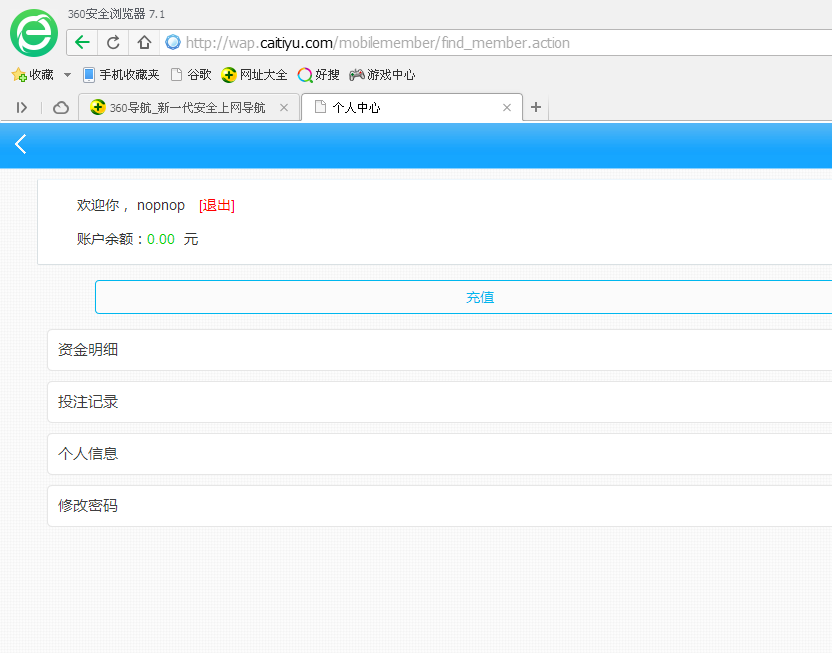 360安全浏览器 7.1
http://wap.caitiyu.com/mobilemember/find_member.action
收藏 手机收藏夹 谷歌 网址大全 好搜 游戏中心
360导航_新一代安全上网导航 个人中心
欢迎你， nopnop [退出]
账户余额：0.00 元
充值
资金明细
投注记录
个人信息
修改密码